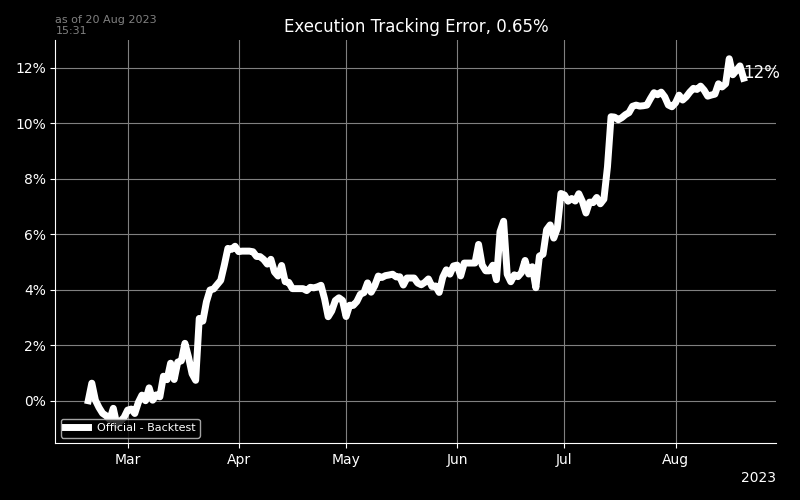 as of 20 Aug 2023
15:31
Execution Tracking Error, 0.65%
12%
12%
10%
8%
6%
4%
2%
0%
Official - Backtest
Mar Apr May Jun Jul Aug
2023